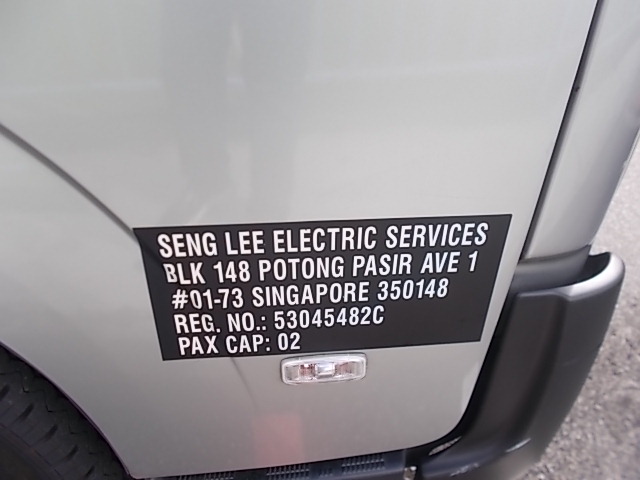 SENG LEE ELECTRIC SERVICES
BLK 148 POTONG PASIR AVE 1
#01-73 SINGAPORE 350148
REG. NO.: 53045482C
PAX CAP: 02